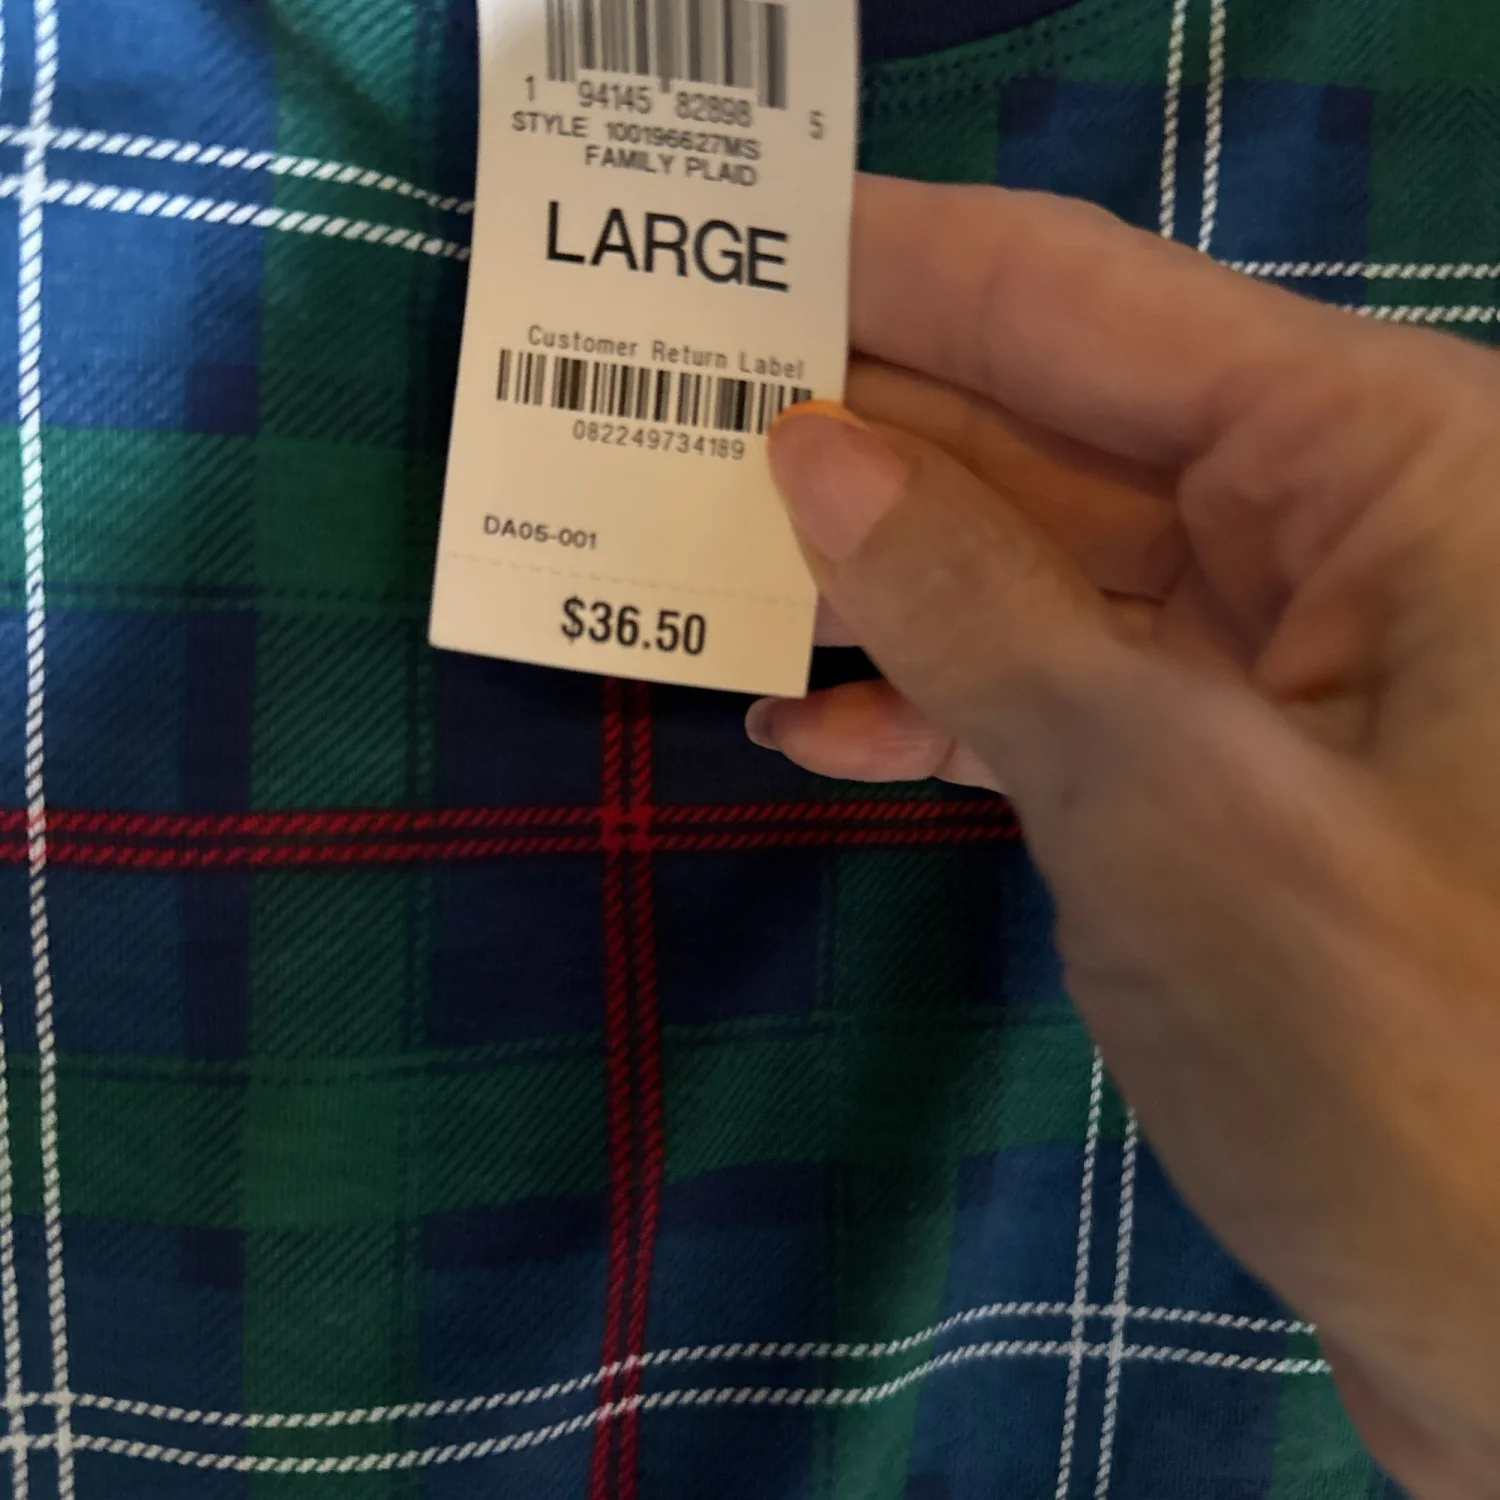 1 94145 82898 5
STYLE 100196627MS
FAMILY PLAID
LARGE
Customer Return Label
082249734189
DA05-001
$36.50